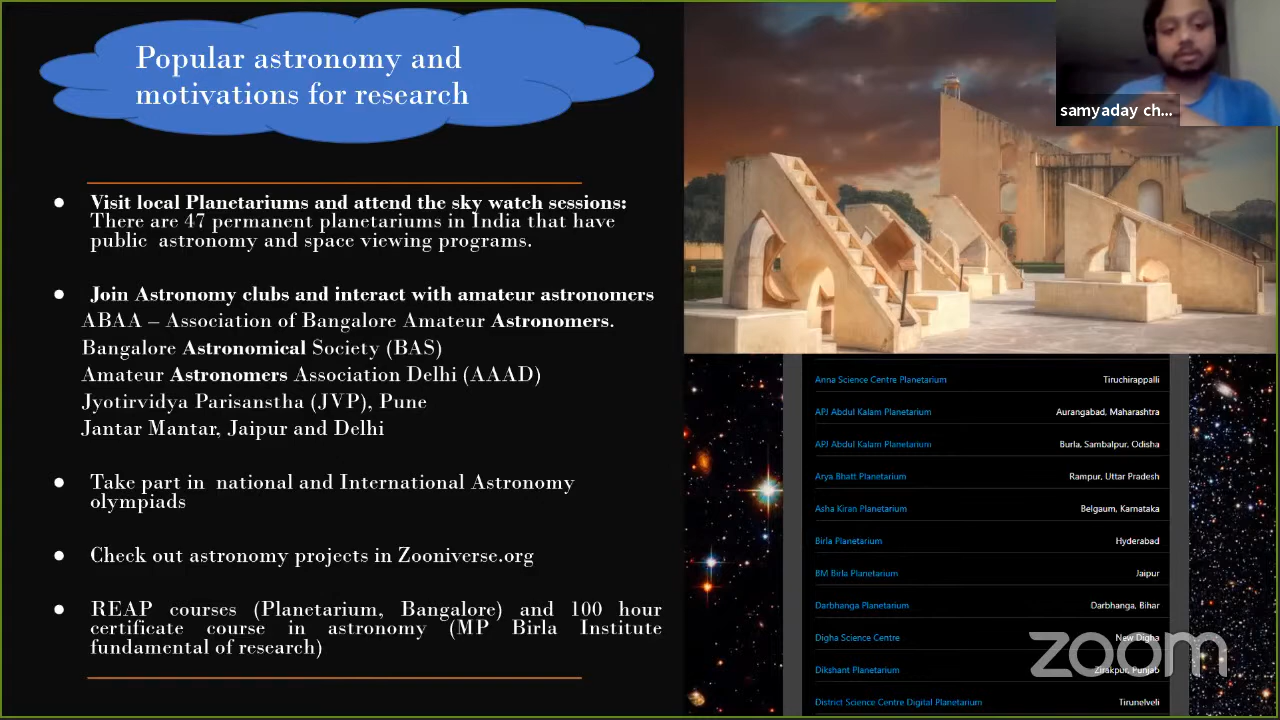 Popular astronomy and
motivations for research
samyaday ch...
● Visit local Planetariums and attend the sky watch sessions:
There are 47 permanent planetariums in India that have
public astronomy and space viewing programs.
● Join Astronomy clubs and interact with amateur astronomers
ABAA – Association of Bangalore Amateur Astronomers.
Bangalore Astronomical Society (BAS)
Amateur Astronomers Association Delhi (AAAD)
Jyotirvidya Parisanstha (JVP), Pune
Jantar Mantar, Jaipur and Delhi
● Take part in national and International Astronomy
olympiads
● Check out astronomy projects in Zooniverse.org
● REAP courses (Planetarium, Bangalore) and 100 hour
certificate course in astronomy (MP Birla Institute
fundamental of research)
Anna Science Centre Planetarium Tiruchirappalli
APJ Abdul Kalam Planetarium Aurangabad, Maharashtra
APJ Abdul Kalam Planetarium Burla, Sambalpur, Odisha
Arya Bhatt Planetarium Rampur, Uttar Pradesh
Asha Kiran Planetarium Belgaum, Karnataka
Birla Planetarium Hyderabad
BM Birla Planetarium Jaipur
Darbhanga Planetarium Darbhanga, Bihar
Digha Science Centre New Digha
Dikshant Planetarium Zirakpur, Punjab
District Science Centre Digital Planetarium Tirunelveli
zoom